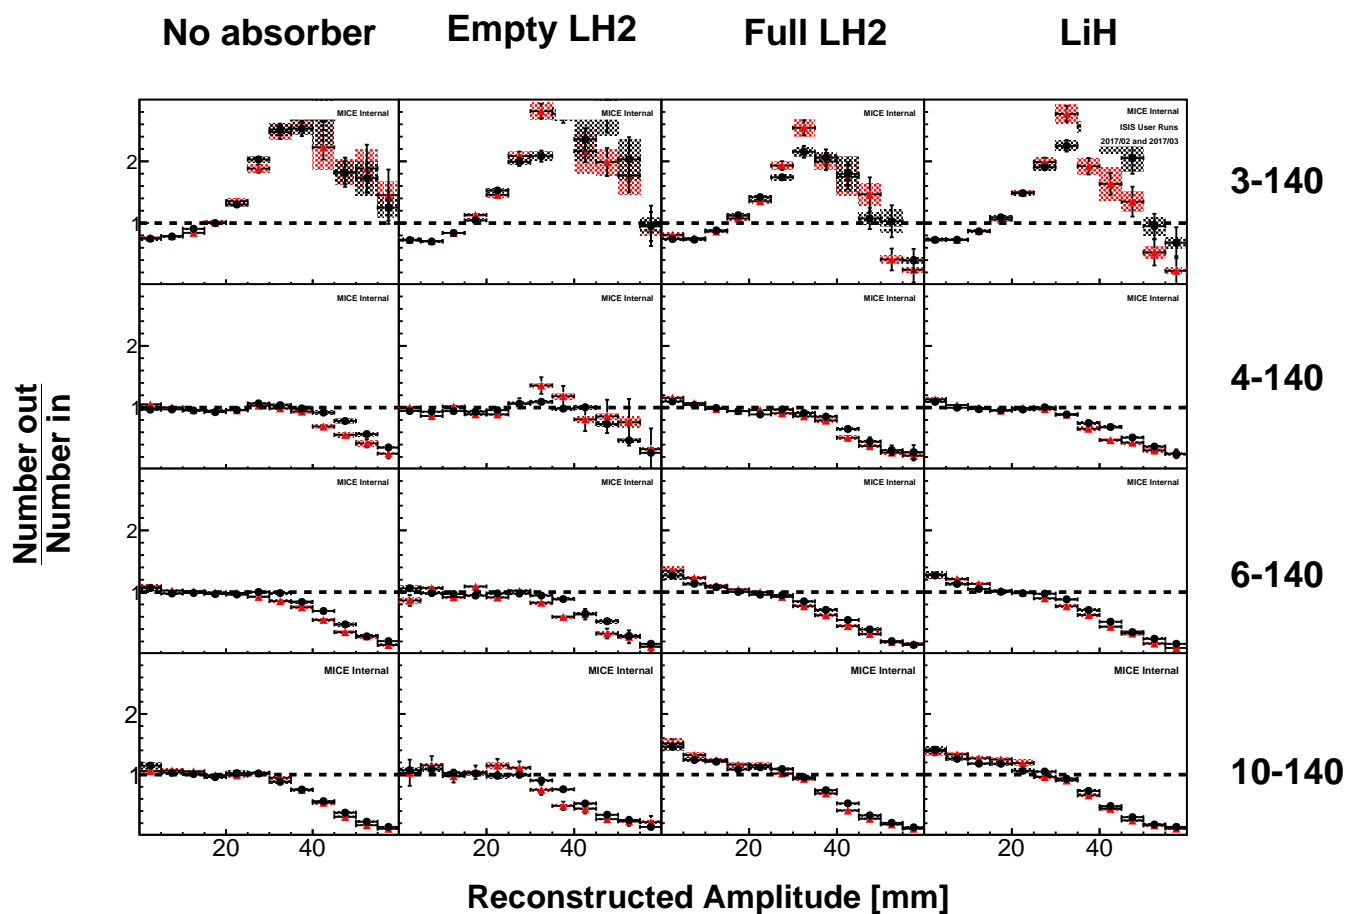 No absorber Empty LH2 Full LH2 LiH
MICE Internal MICE Internal MICE Internal MICE Internal
ISIS User Runs
2017/02 and 2017/03
2
1
3-140
MICE Internal MICE Internal MICE Internal MICE Internal
2
1
4-140
Number out
Number in
MICE Internal MICE Internal MICE Internal MICE Internal
2
1
6-140
MICE Internal MICE Internal MICE Internal MICE Internal
2
1
10-140
20 40 20 40 20 40 20 40
Reconstructed Amplitude [mm]